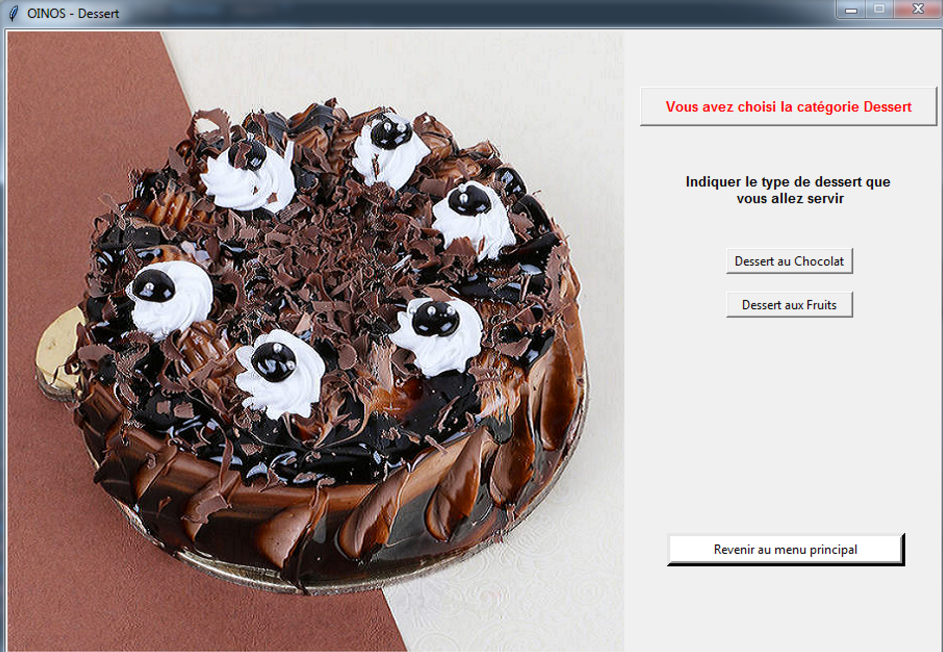 OINOS - Dessert
Vous avez choisi la catégorie Dessert
Indiquer le type de dessert que
vous allez servir
Dessert au Chocolat
Dessert aux Fruits
Revenir au menu principal